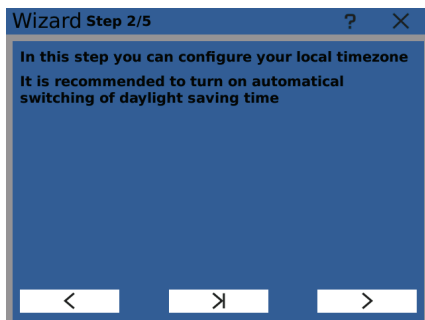 Wizard Step 2/5 ?
In this step you can configure your local timezone
It is recommended to turn on automatical
switching of daylight saving time